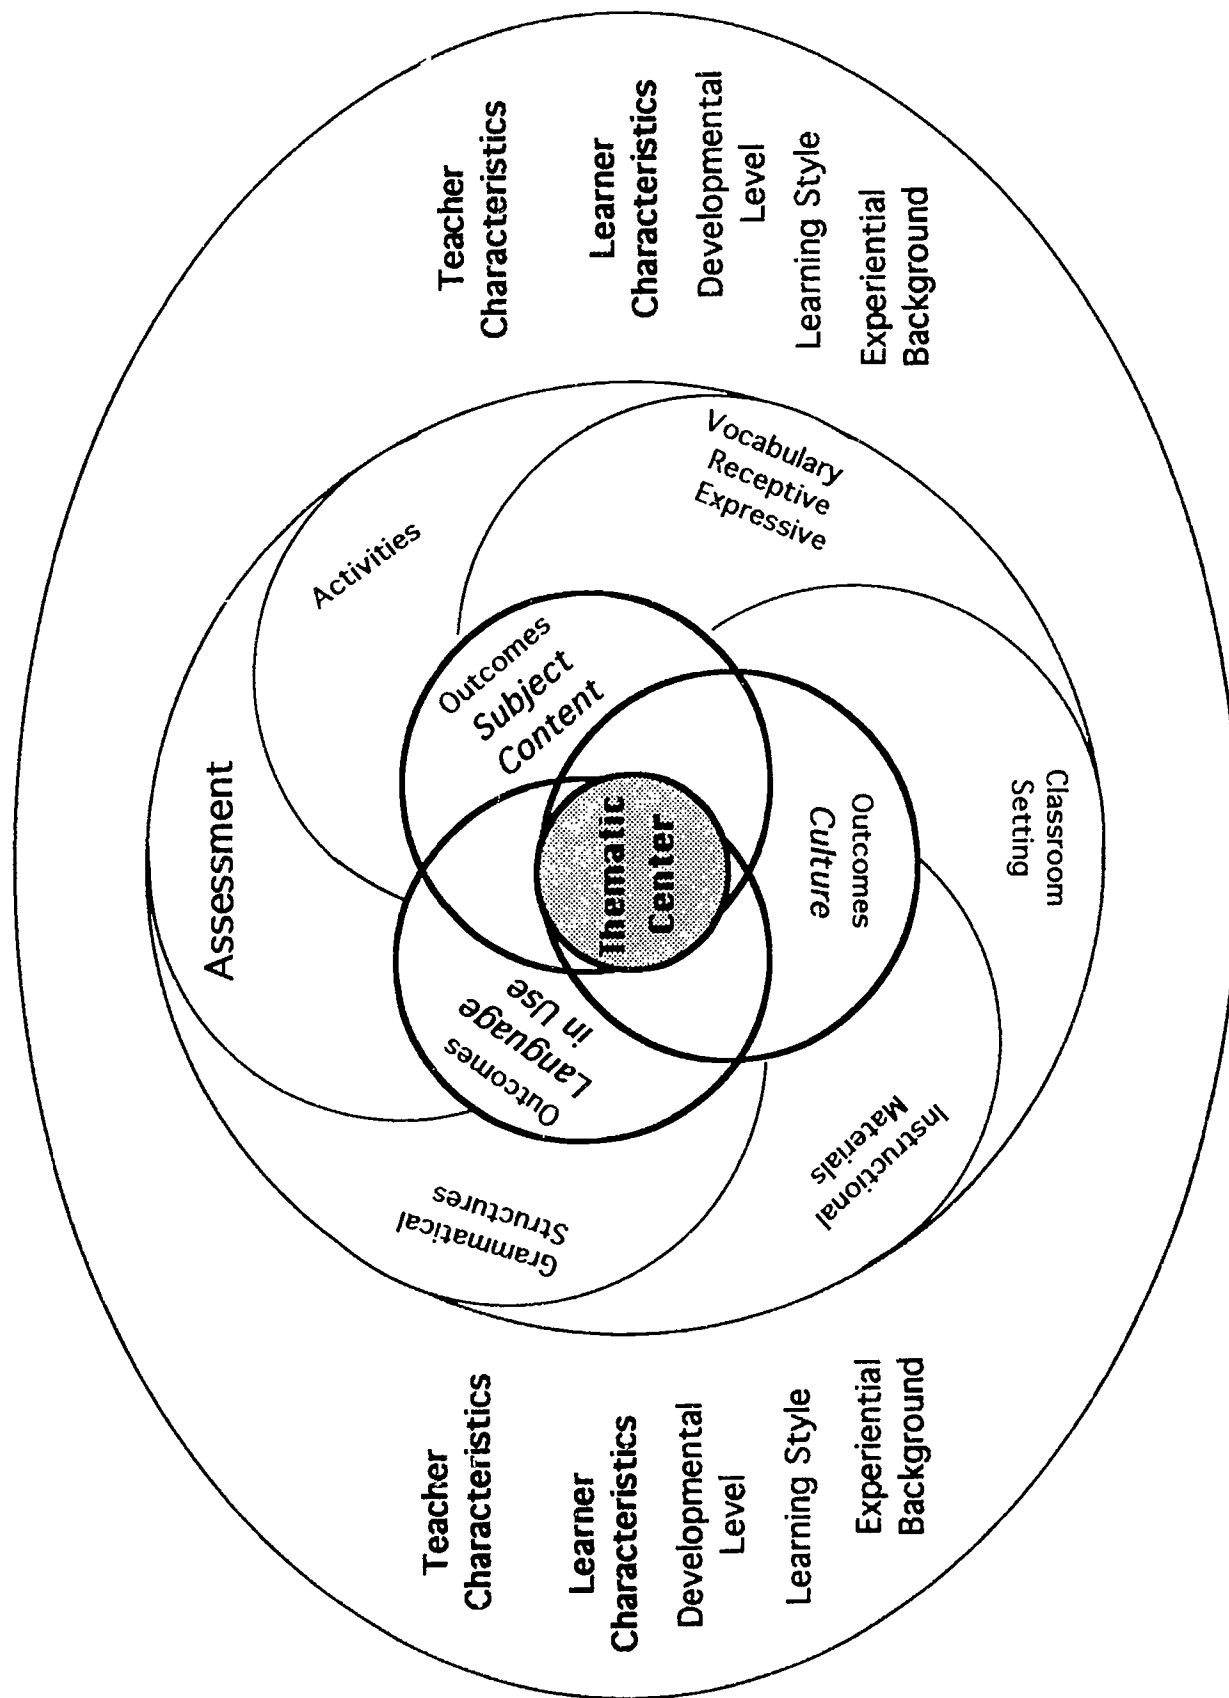 Teacher
Characteristics
Learner
Characteristics
Developmental
Level
Learning Style
Experiential
Background
Assessment
Grammatical
Structures
Activities
Outcomes
Language
in Use
Outcomes
Subject
Content
Thematic
Center
Culture
Outcomes
Instructional
Materials
Vocabulary
Receptive
Expressive
Classroom
Setting
Teacher
Characteristics
Learner
Characteristics
Developmental
Level
Learning Style
Experiential
Background